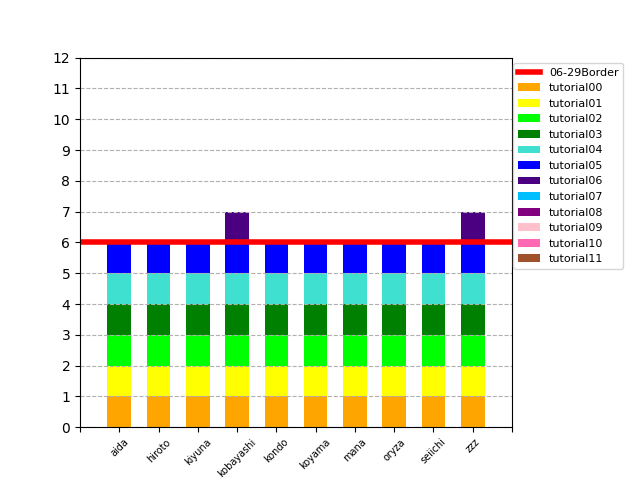 12
11
10
9
8
7
6
5
4
3
2
1
0
aida
hiroto
kiyuna
kobayashi
kondo
koyama
mana
oryza
seiichi
zzz
06-29Border
tutorial00
tutorial01
tutorial02
tutorial03
tutorial04
tutorial05
tutorial06
tutorial07
tutorial08
tutorial09
tutorial10
tutorial11